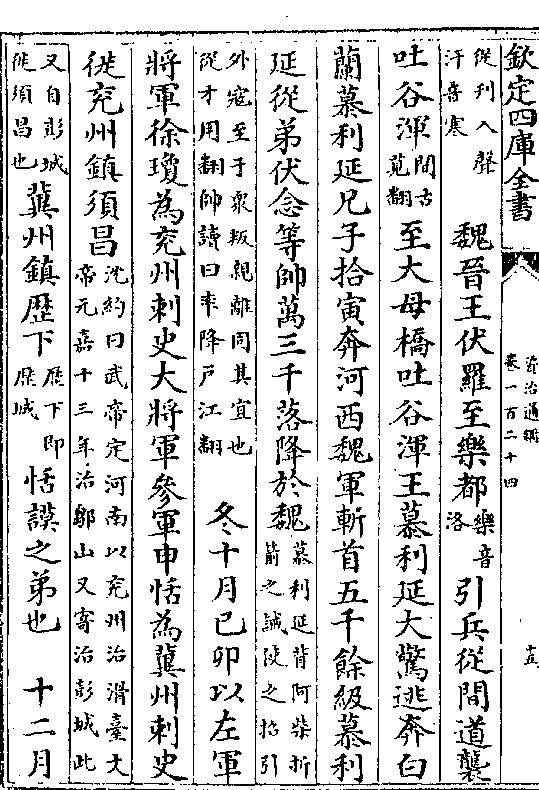 欽定四庫全書
資治通鑑
卷一百二十四
十五
從刋入聲
汗音寒
魏晉王伏羅至樂都
樂音
洛
引兵從間道襲
吐谷渾
間古
莧翻
至大母橋吐谷渾王慕利延大驚逃奔白
蘭慕利延兄子拾寅奔河西魏軍斬首五千餘級慕利
延從弟伏念等帥萬三千落降於魏
慕利延背阿柴折
箭之誡使之招引
外寇至于衆叛親離固其宜也
從才用翻帥讀曰率降户江翻
冬十月己卯以左軍
將軍徐瓊為兖州刺史大將軍參軍申恬為冀州刺史
徙兖州鎮須昌
沈約曰武帝定河南以兖州治滑臺文
帝元嘉十三年治鄒山又寄治彭城此
又自彭城
徙須昌也
冀州鎮歴下
歴下即
歴城
恬謨之弟也
十二月